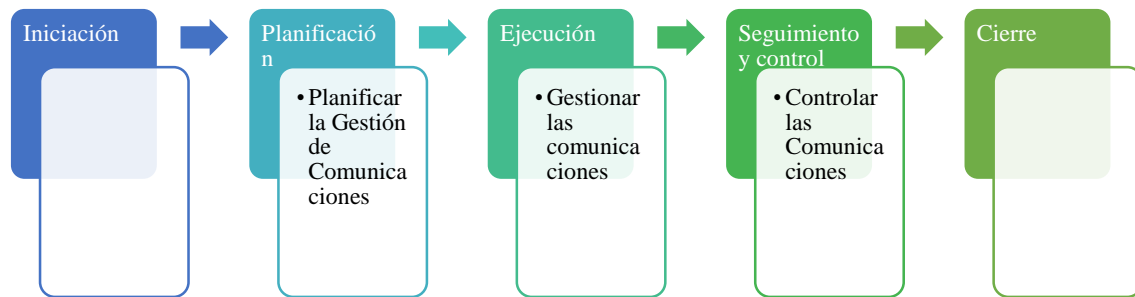 Iniciación
Planificació
n
• Planificar
la Gestión
de
Comunica
ciones
Ejecución
• Gestionar
las
comunica
ciones
Seguimiento
y control
• Controlar
las
Comunica
ciones
Cierre